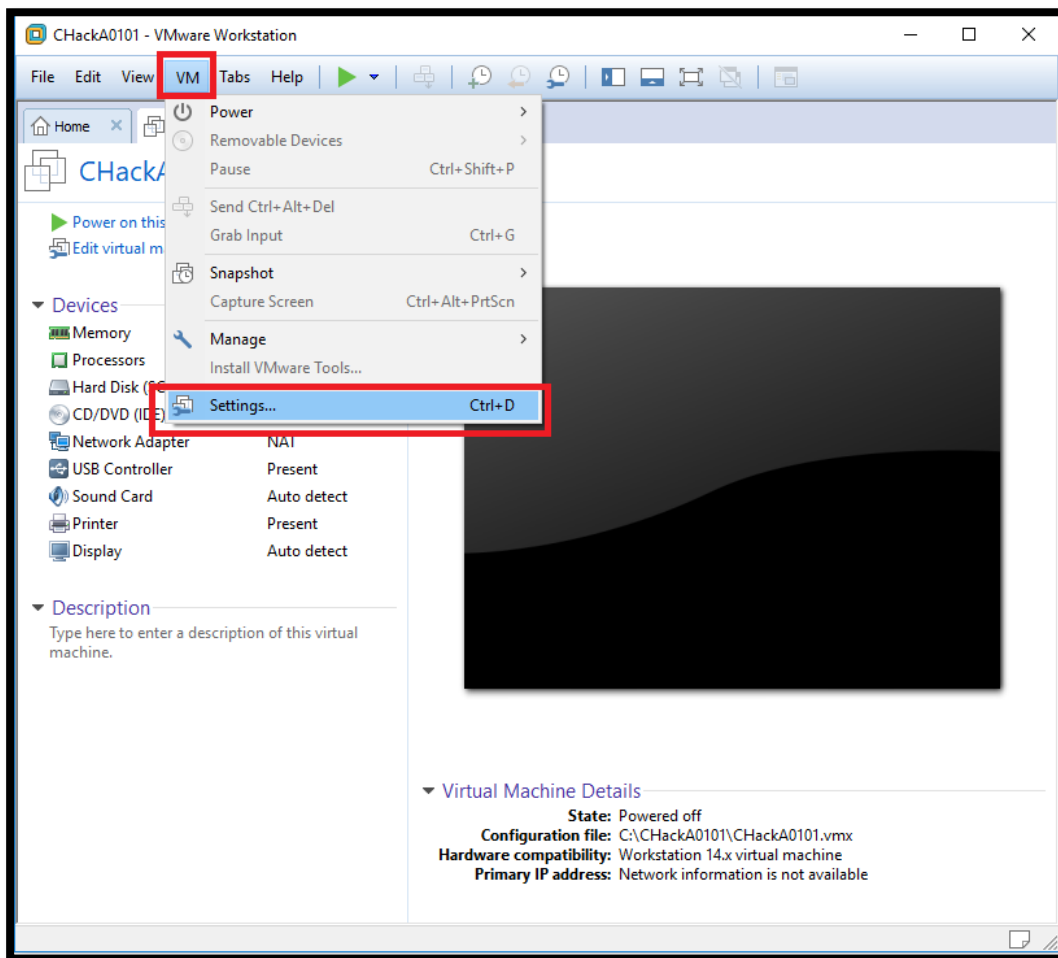 CHackA0101 - VMware Workstation
File Edit View VM Tabs Help
Home
CHackA
Power on this
Edit virtual m
Power
Removable Devices
Pause Ctrl+Shift+P
Send Ctrl+Alt+Del
Grab Input Ctrl+G
Snapshot
Capture Screen Ctrl+Alt+PrtScn
Manage
Install VMware Tools...
Settings... Ctrl+D
Devices
Memory
Processors
Hard Disk (SC
CD/DVD (IDE)
Network Adapter NAT
USB Controller Present
Sound Card Auto detect
Printer Present
Display Auto detect
Description
Type here to enter a description of this virtual
machine.
Virtual Machine Details
State: Powered off
Configuration file: C:\CHackA0101\CHackA0101.vmx
Hardware compatibility: Workstation 14.x virtual machine
Primary IP address: Network information is not available